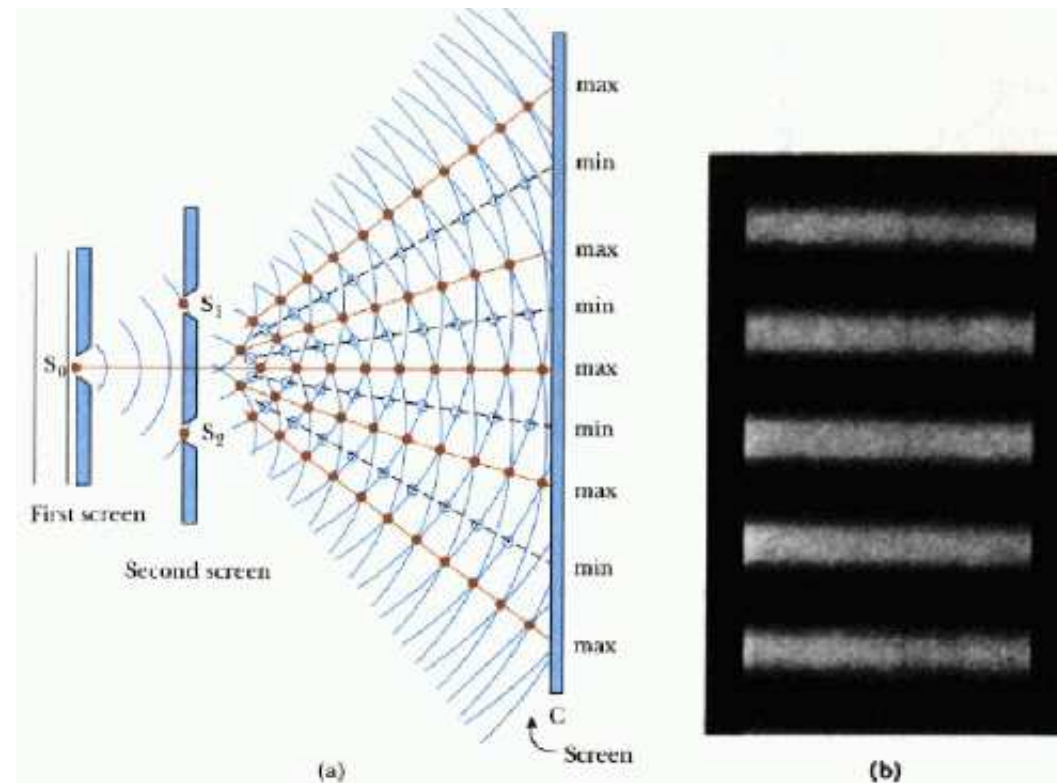 max
min
max
S₁
min
S₀
max
S₂
min
max
First screen
Second screen
min
max
C
Screen
(a)
(b)